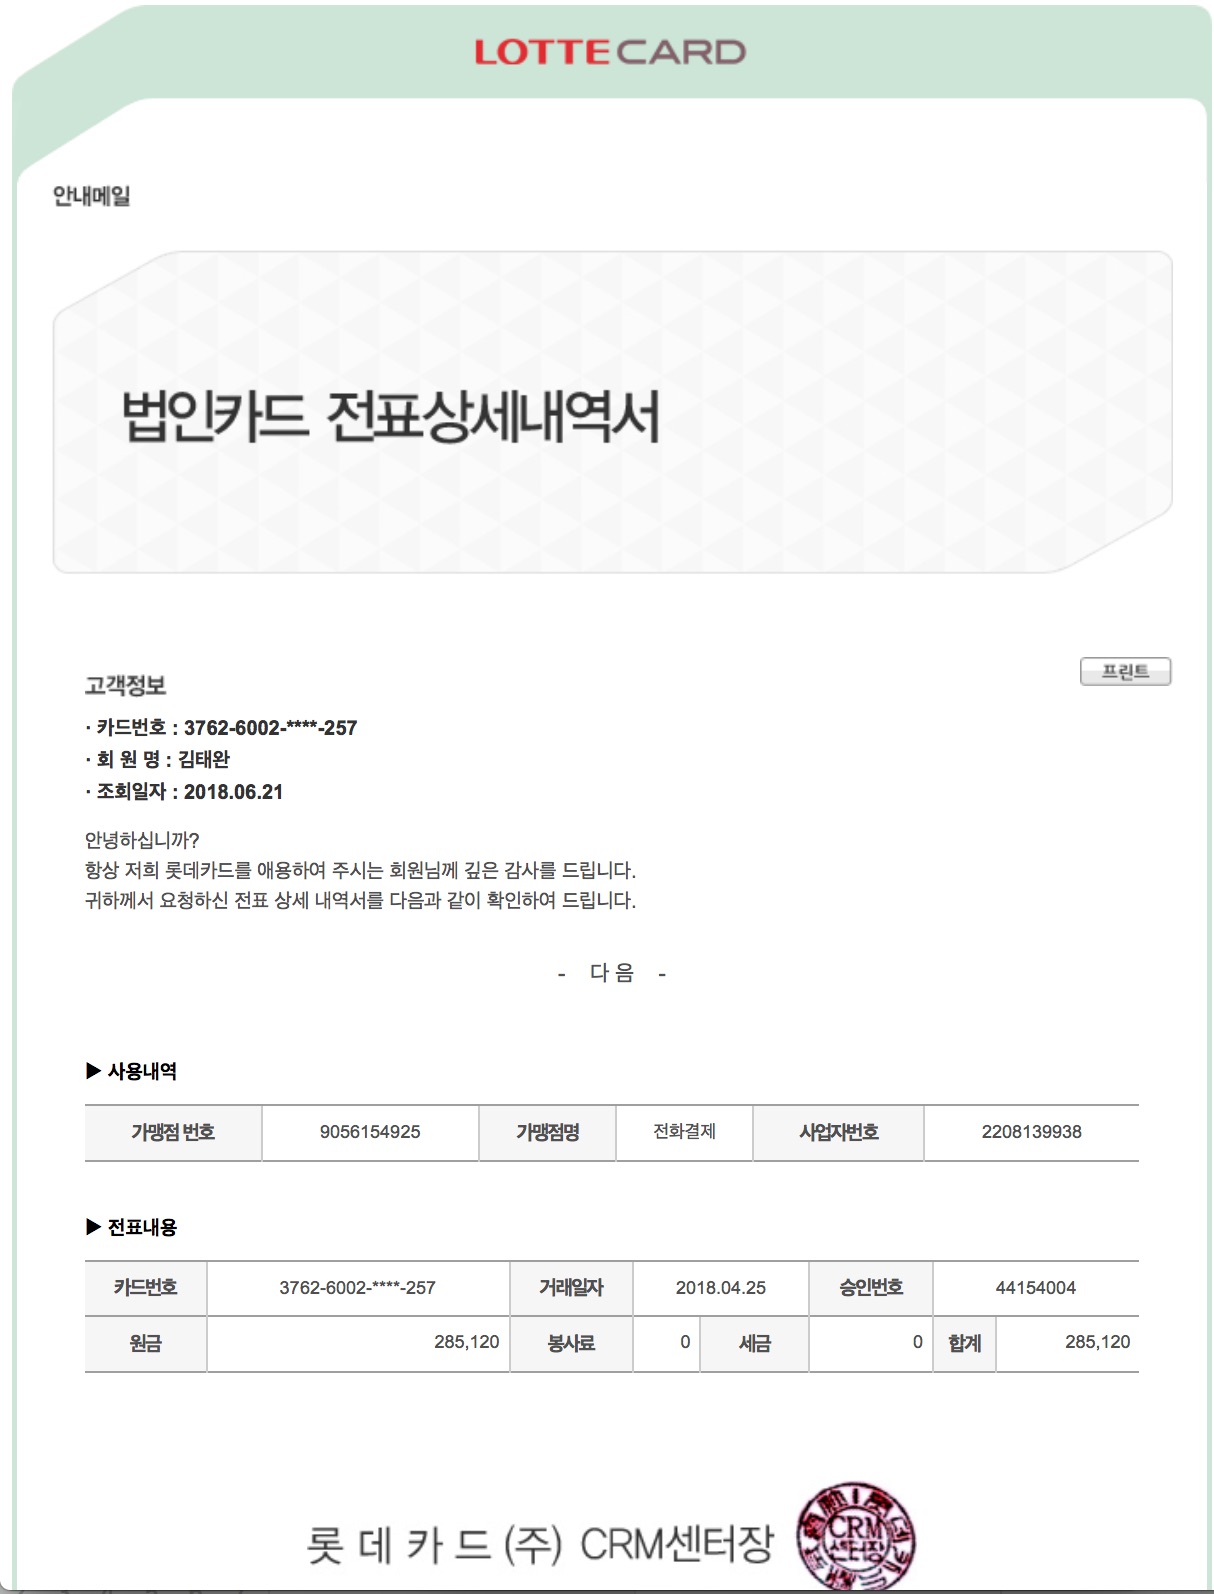 LOTTECARD
안내메일
법인카드 전표상세내역서
프린트
고객정보
· 카드번호 : 3762-6002-****-257
· 회 원 명 : 김태완
· 조회일자 : 2018.06.21
안녕하십니까?
항상 저희 롯데카드를 애용하여 주시는 회원님께 깊은 감사를 드립니다.
귀하께서 요청하신 전표 상세 내역서를 다음과 같이 확인하여 드립니다.
- 다 음 -
▶ 사용내역
가맹점 번호 9056154925 가맹점명 전화결제 사업자번호 2208139938
▶ 전표내용
카드번호 3762-6002-****-257 거래일자 2018.04.25 승인번호 44154004
원금 285,120 봉사료 0 세금 0 합계 285,120
롯 데 카 드 (주) CRM센터장
CRM
센터장